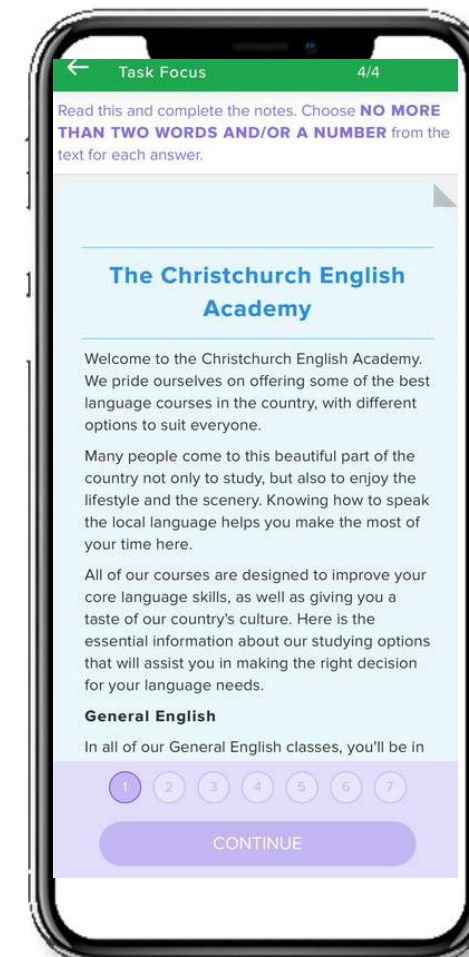 Task Focus 4/4
Read this and complete the notes. Choose NO MORE
THAN TWO WORDS AND/OR A NUMBER from the
text for each answer.
The Christchurch English
Academy
Welcome to the Christchurch English Academy.
We pride ourselves on offering some of the best
language courses in the country, with different
options to suit everyone.
Many people come to this beautiful part of the
country not only to study, but also to enjoy the
lifestyle and the scenery. Knowing how to speak
the local language helps you make the most of
your time here.
All of our courses are designed to improve your
core language skills, as well as giving you a
taste of our country's culture. Here is the
essential information about our studying options
that will assist you in making the right decision
for your language needs.
General English
In all of our General English classes, you'll be in
1 2 3 4 5 6 7
CONTINUE